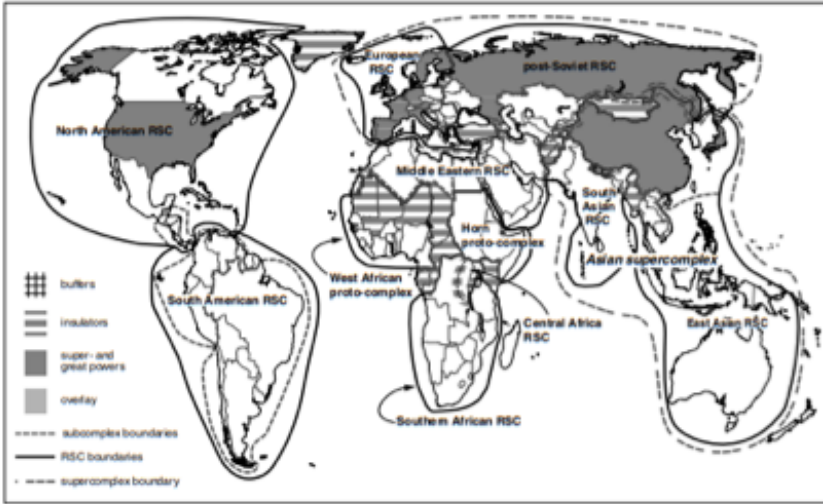 European
RSC
post-Soviet RSC
North American RSC
Middle Eastern RSC
South
Asian
RSC
Horn
proto-complex
Asian supercomplex
West African
proto-complex
South American RSC
Central Africa
RSC
East Asian RSC
Southern African RSC
buffers
insulators
super- and
great powers
overlay
subcomplex boundaries
RSC boundaries
supercomplex boundary